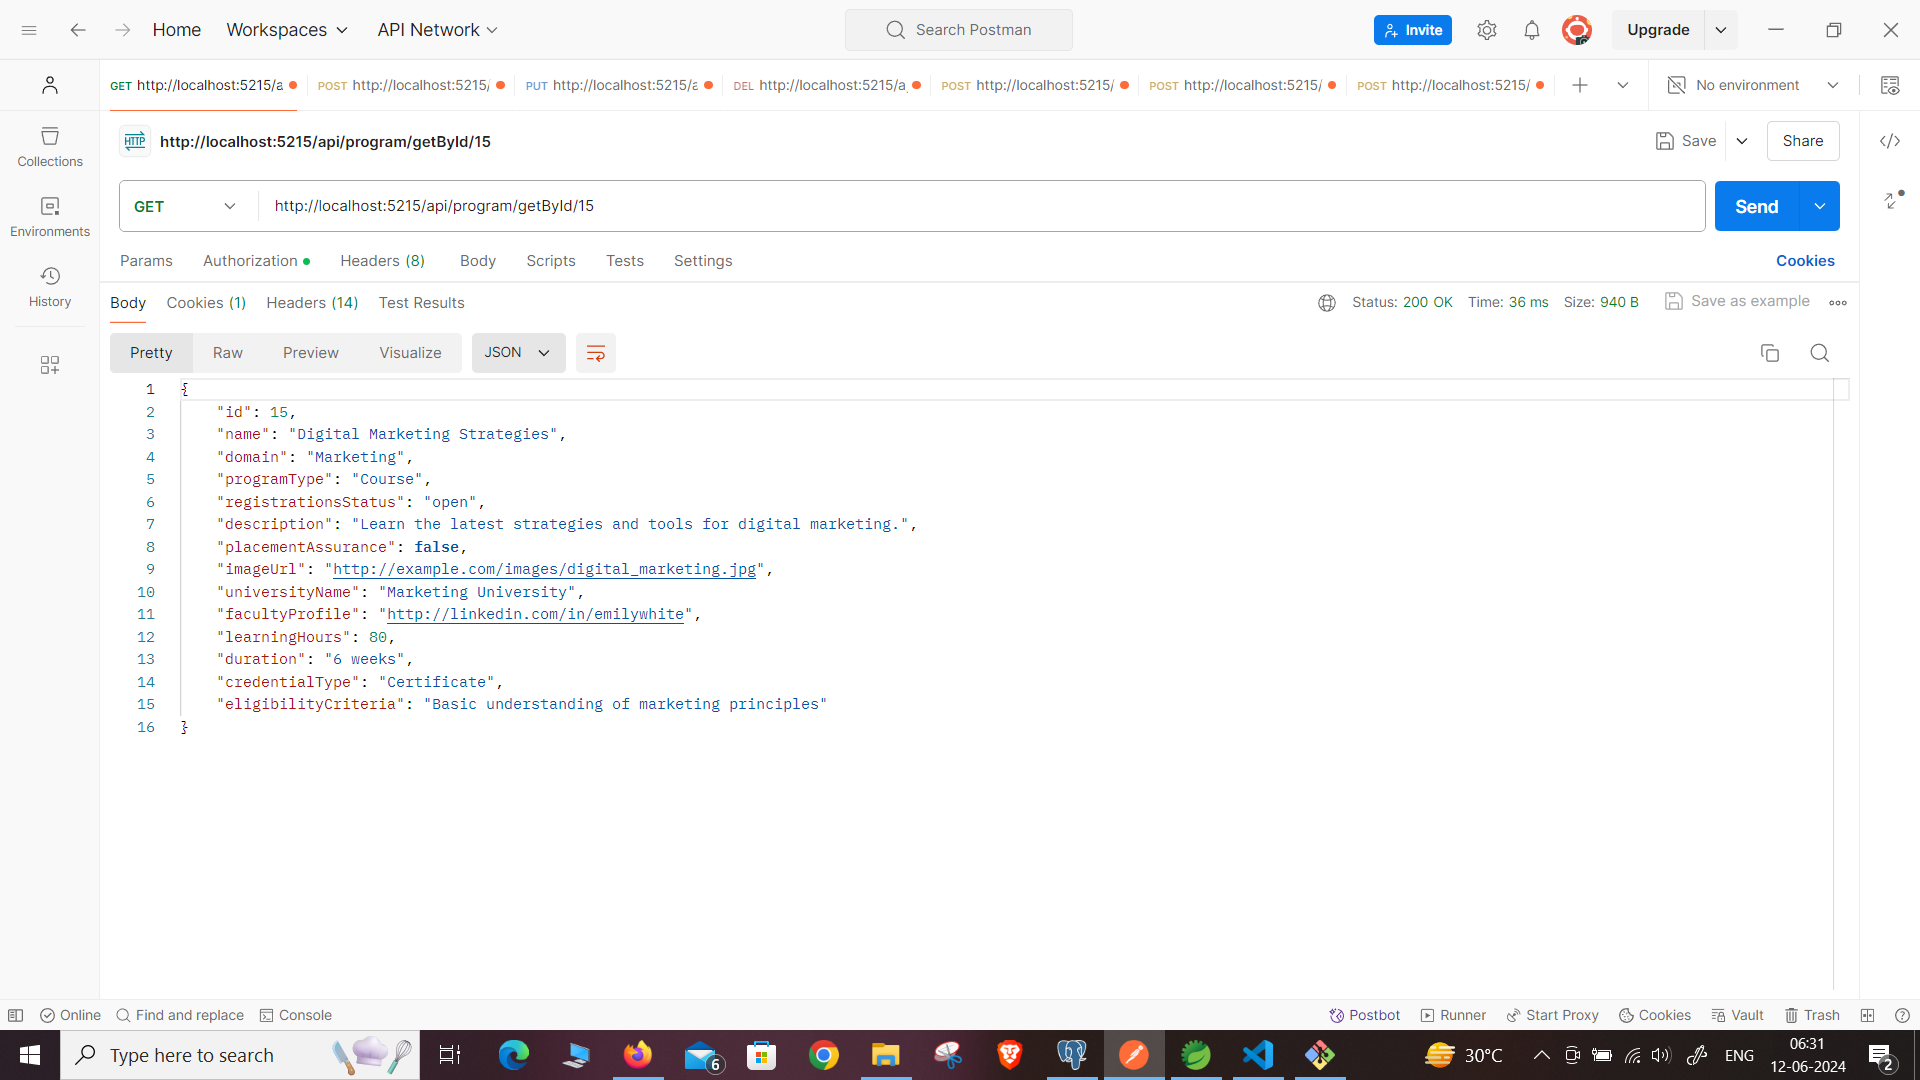 Home Workspaces API Network Search Postman Invite Upgrade
GET http://localhost:5215/a POST http://localhost:5215/ PUT http://localhost:5215/a DEL http://localhost:5215/a POST http://localhost:5215/ POST http://localhost:5215/ POST http://localhost:5215/ No environment
Collections
Environments
History
HTTP http://localhost:5215/api/program/getById/15 Save Share
GET http://localhost:5215/api/program/getById/15 Send
Params Authorization Headers (8) Body Scripts Tests Settings Cookies
Body Cookies (1) Headers (14) Test Results Status: 200 OK Time: 36 ms Size: 940 B Save as example
Pretty Raw Preview Visualize JSON
1 {
2 "id": 15,
3 "name": "Digital Marketing Strategies",
4 "domain": "Marketing",
5 "programType": "Course",
6 "registrationsStatus": "open",
7 "description": "Learn the latest strategies and tools for digital marketing.",
8 "placementAssurance": false,
9 "imageUrl": "http://example.com/images/digital_marketing.jpg",
10 "universityName": "Marketing University",
11 "facultyProfile": "http://linkedin.com/in/emilywhite",
12 "learningHours": 80,
13 "duration": "6 weeks",
14 "credentialType": "Certificate",
15 "eligibilityCriteria": "Basic understanding of marketing principles"
16 }
Online Find and replace Console Postbot Runner Start Proxy Cookies Vault Trash
Type here to search 6 30°C ENG 06:31
12-06-2024 2